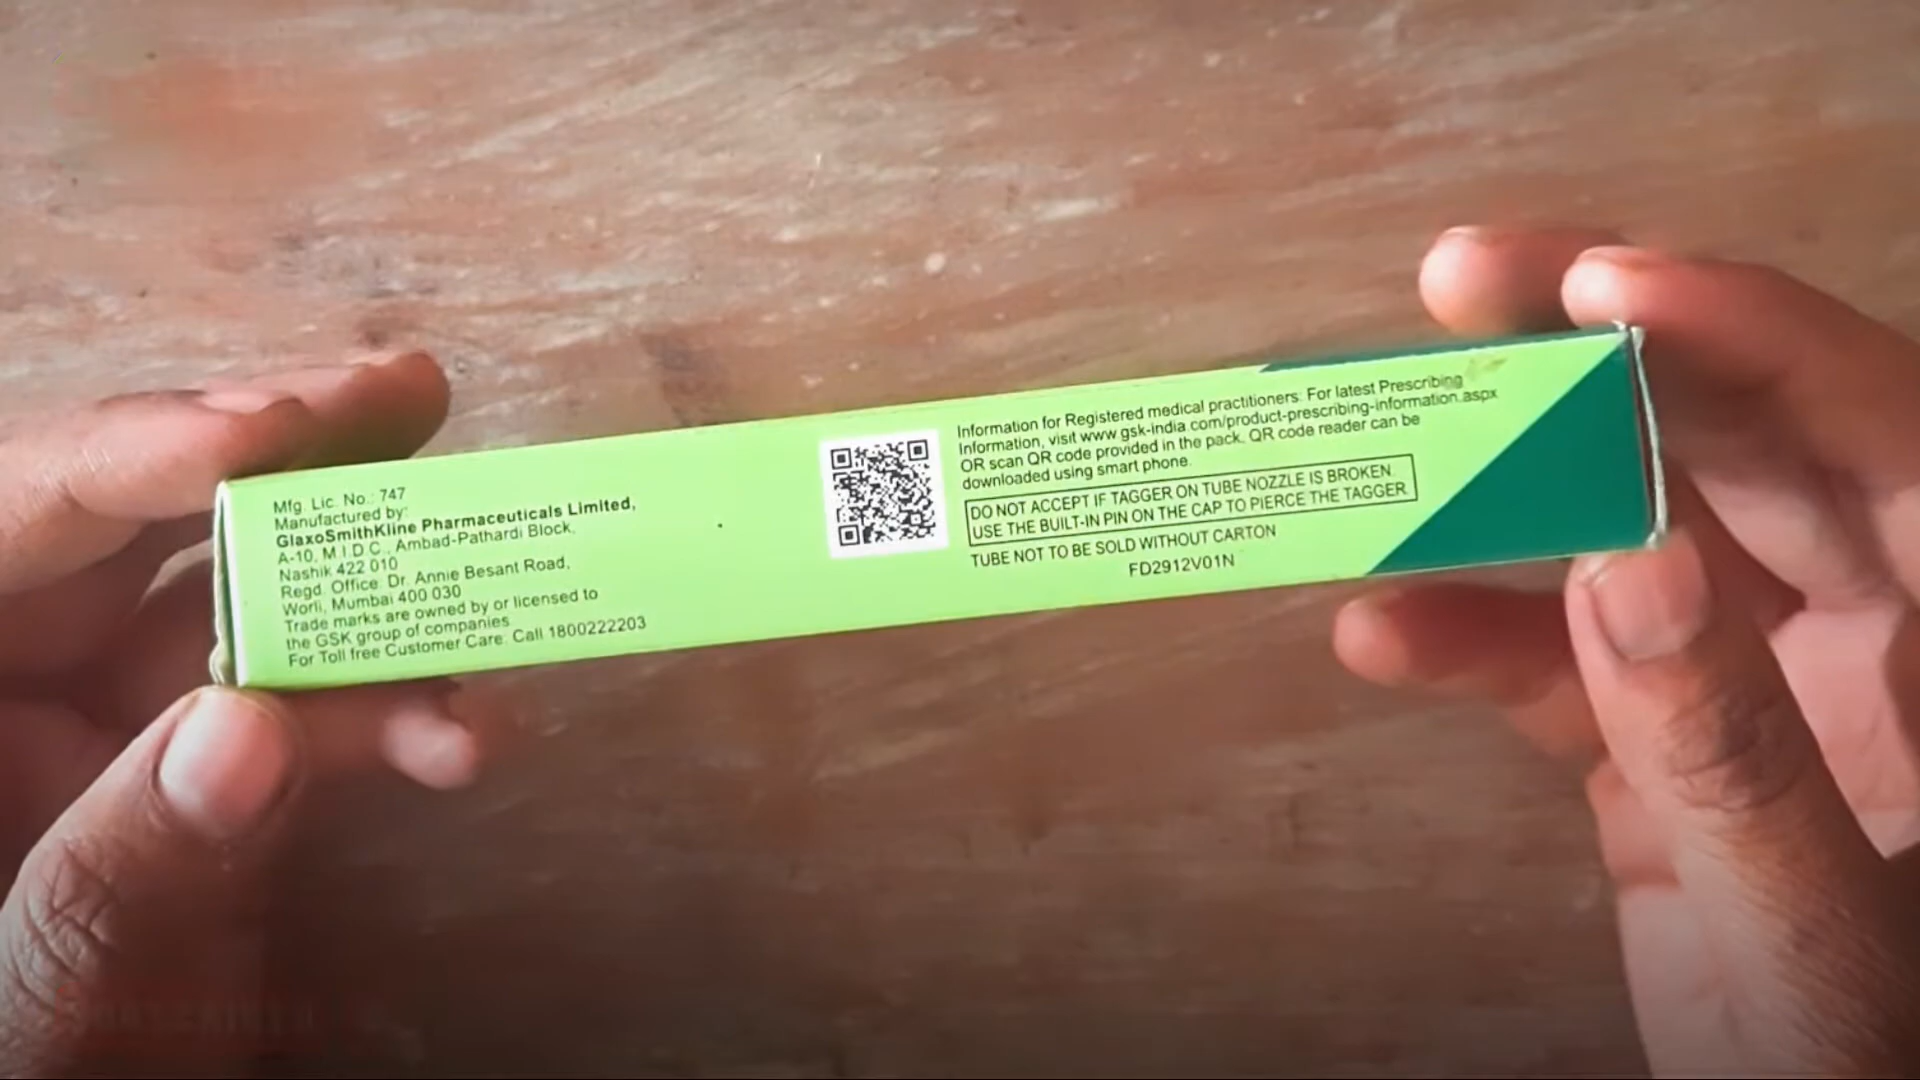 Mfg. Lic. No.: 747
Manufactured by:
GlaxoSmithKline Pharmaceuticals Limited,
A-10, M.I.D.C., Ambad-Pathardi Block,
Nashik 422 010
Regd. Office: Dr. Annie Besant Road,
Worli, Mumbai 400 030
Trade marks are owned by or licensed to
the GSK group of companies
For Toll free Customer Care: Call 1800222203
Information for Registered medical practitioners: For latest Prescribing
Information, visit www.gsk-india.com/product-prescribing-information.aspx
OR scan QR code provided in the pack. QR code reader can be
downloaded using smart phone.
DO NOT ACCEPT IF TAGGER ON TUBE NOZZLE IS BROKEN.
USE THE BUILT-IN PIN ON THE CAP TO PIERCE THE TAGGER.
TUBE NOT TO BE SOLD WITHOUT CARTON
FD2912V01N